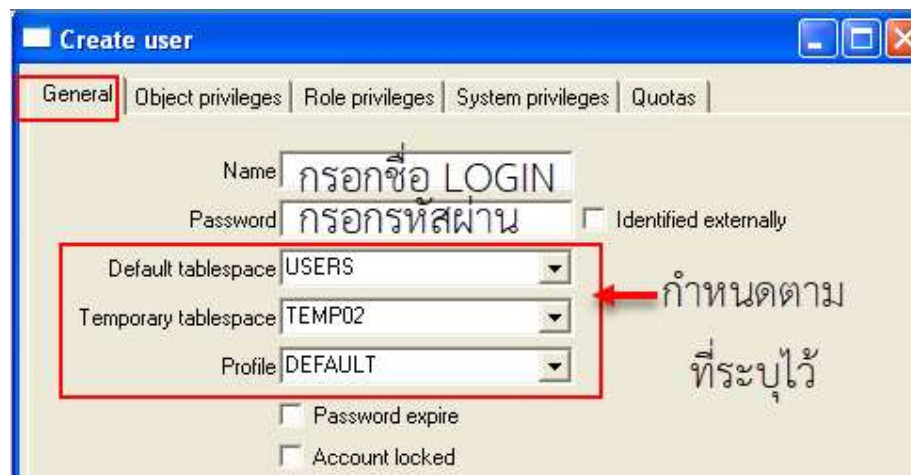 Create user
General Object privileges Role privileges System privileges Quotas
Name กรอกชื่อ LOGIN
Password กรอกรหัสผ่าน Identified externally
Default tablespace USERS
Temporary tablespace TEMP02
Profile DEFAULT
กำหนดตาม
ที่ระบุไว้
Password expire
Account locked